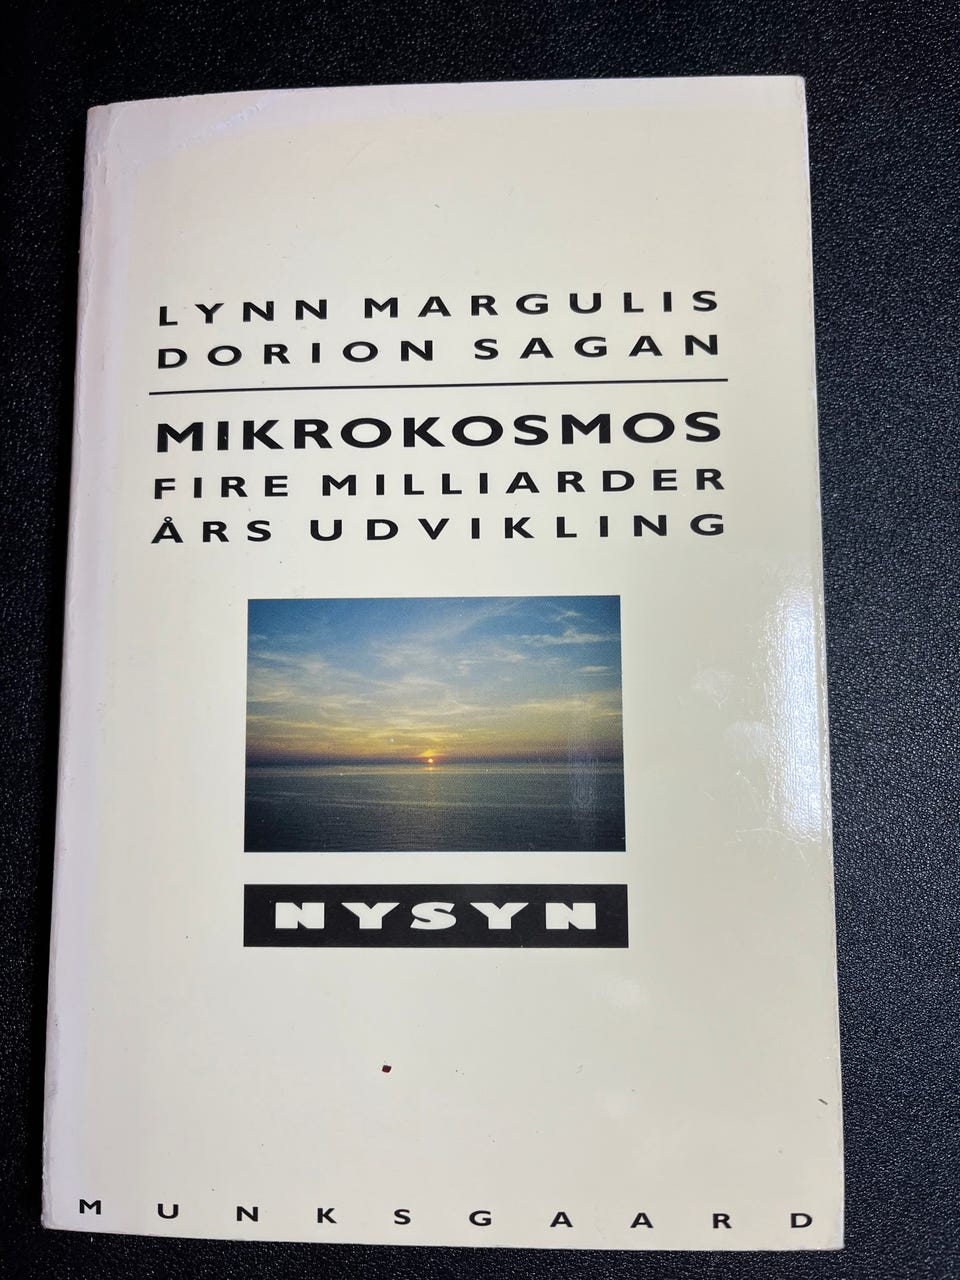 LYNN MARGULIS
DORION SAGAN
MIKROKOSMOS
FIRE MILLIARDER
ÅRS UDVIKLING
NYSYN
MUNKSGAARD